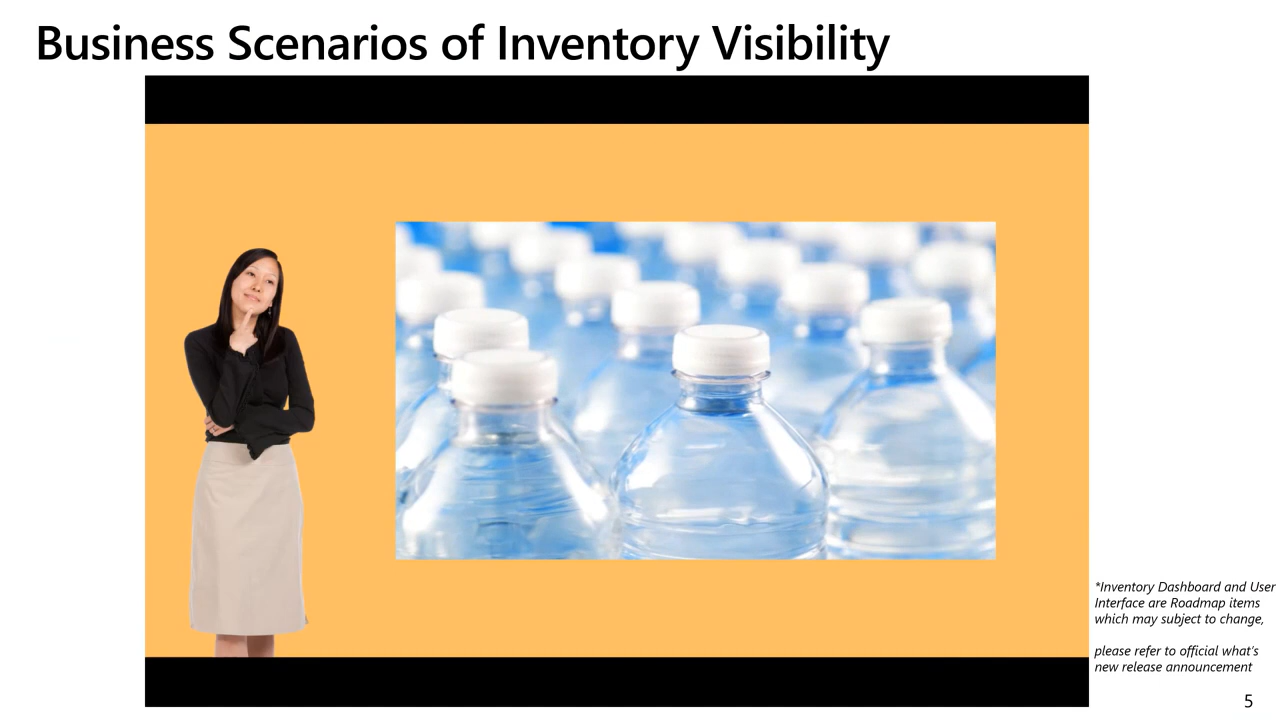 Business Scenarios of Inventory Visibility
*Inventory Dashboard and User
Interface are Roadmap items
which may subject to change,
please refer to official what's
new release announcement
5